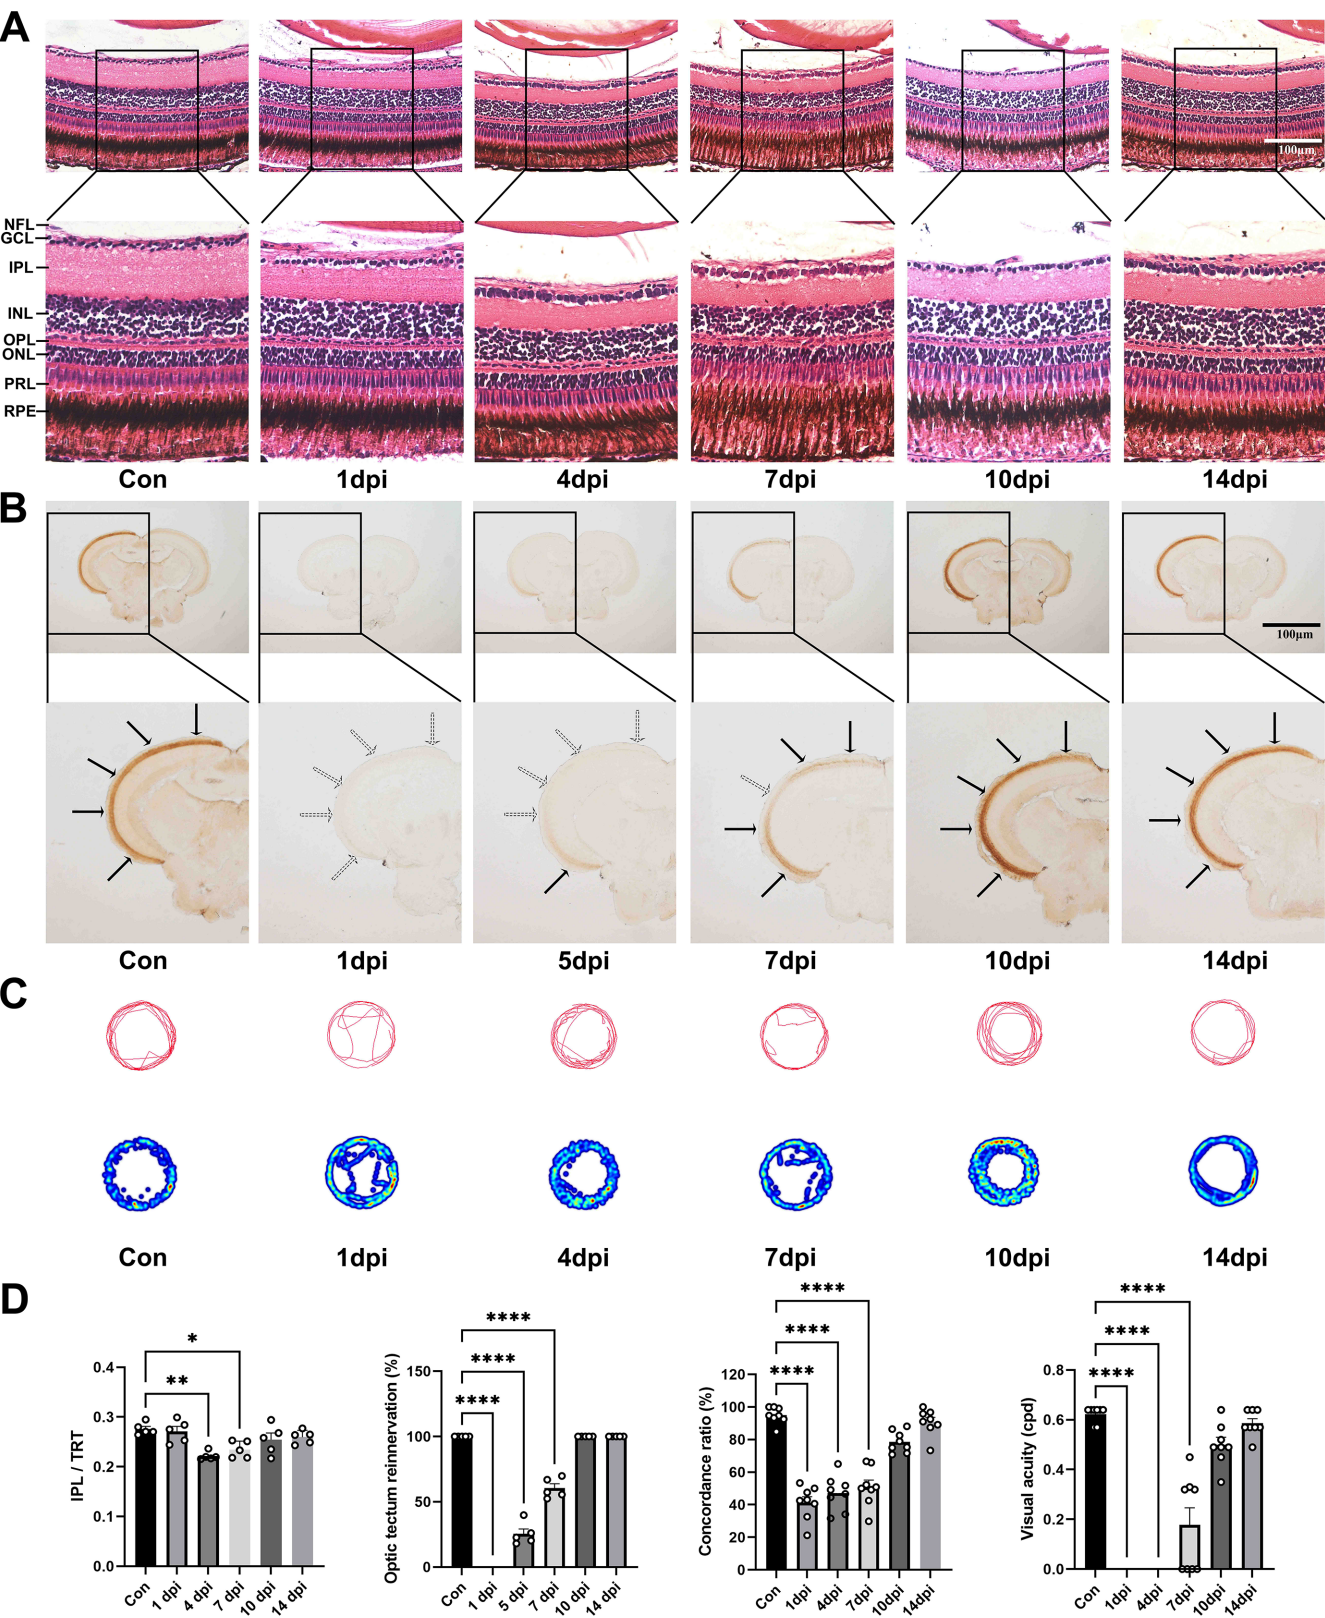 A
100μm
NFL
GCL
IPL
INL
OPL
ONL
PRL
RPE
Con 1dpi 4dpi 7dpi 10dpi 14dpi
B
100μm
Con 1dpi 5dpi 7dpi 10dpi 14dpi
C
Con 1dpi 4dpi 7dpi 10dpi 14dpi
D
IPL / TRT
0.4
0.3
0.2
0.1
0.0
*
**
Con 1 dpi 4 dpi 7 dpi 10 dpi 14 dpi
Optic tectum reinnervation (%)
150
100
50
0
****
****
****
Con 1 dpi 5 dpi 7 dpi 10 dpi 14 dpi
Concordance ratio (%)
120
100
80
60
40
20
0
****
****
****
Con 1dpi 4dpi 7dpi 10dpi 14dpi
Visual acuity (cpd)
0.8
0.6
0.4
0.2
0.0
****
****
****
Con 1dpi 4dpi 7dpi 10dpi 14dpi